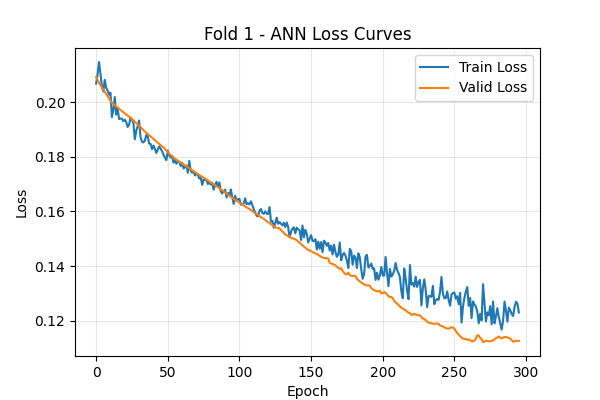 Fold 1 - ANN Loss Curves
Train Loss
Valid Loss
Loss
0.20
0.18
0.16
0.14
0.12
0 50 100 150 200 250 300
Epoch